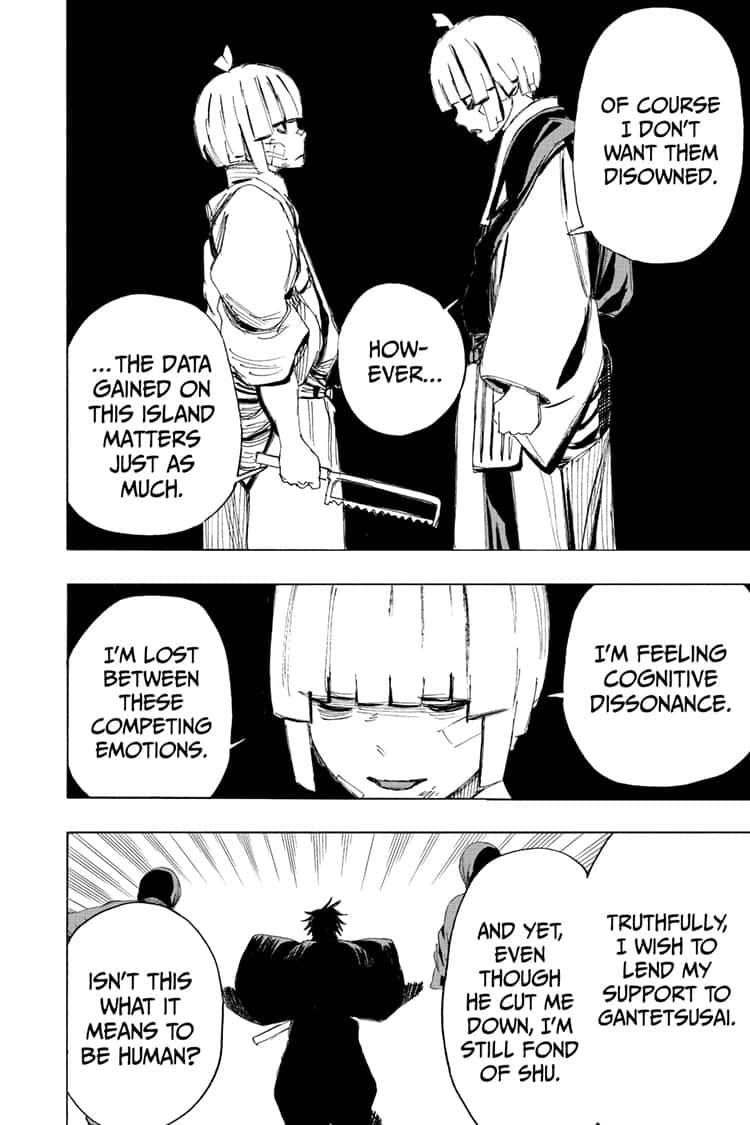 OF COURSE
I DON'T
WANT THEM
DISOWNED.
HOW-
EVER...
...THE DATA
GAINED ON
THIS ISLAND
MATTERS
JUST AS
MUCH.
I'M FEELING
COGNITIVE
DISSONANCE.
I'M LOST
BETWEEN
THESE
COMPETING
EMOTIONS.
TRUTHFULLY,
I WISH TO
LEND MY
SUPPORT TO
GANTETSUSAI.
AND YET,
EVEN
THOUGH
HE CUT ME
DOWN, I'M
STILL FOND
OF SHU.
ISN'T THIS
WHAT IT
MEANS TO
BE HUMAN?